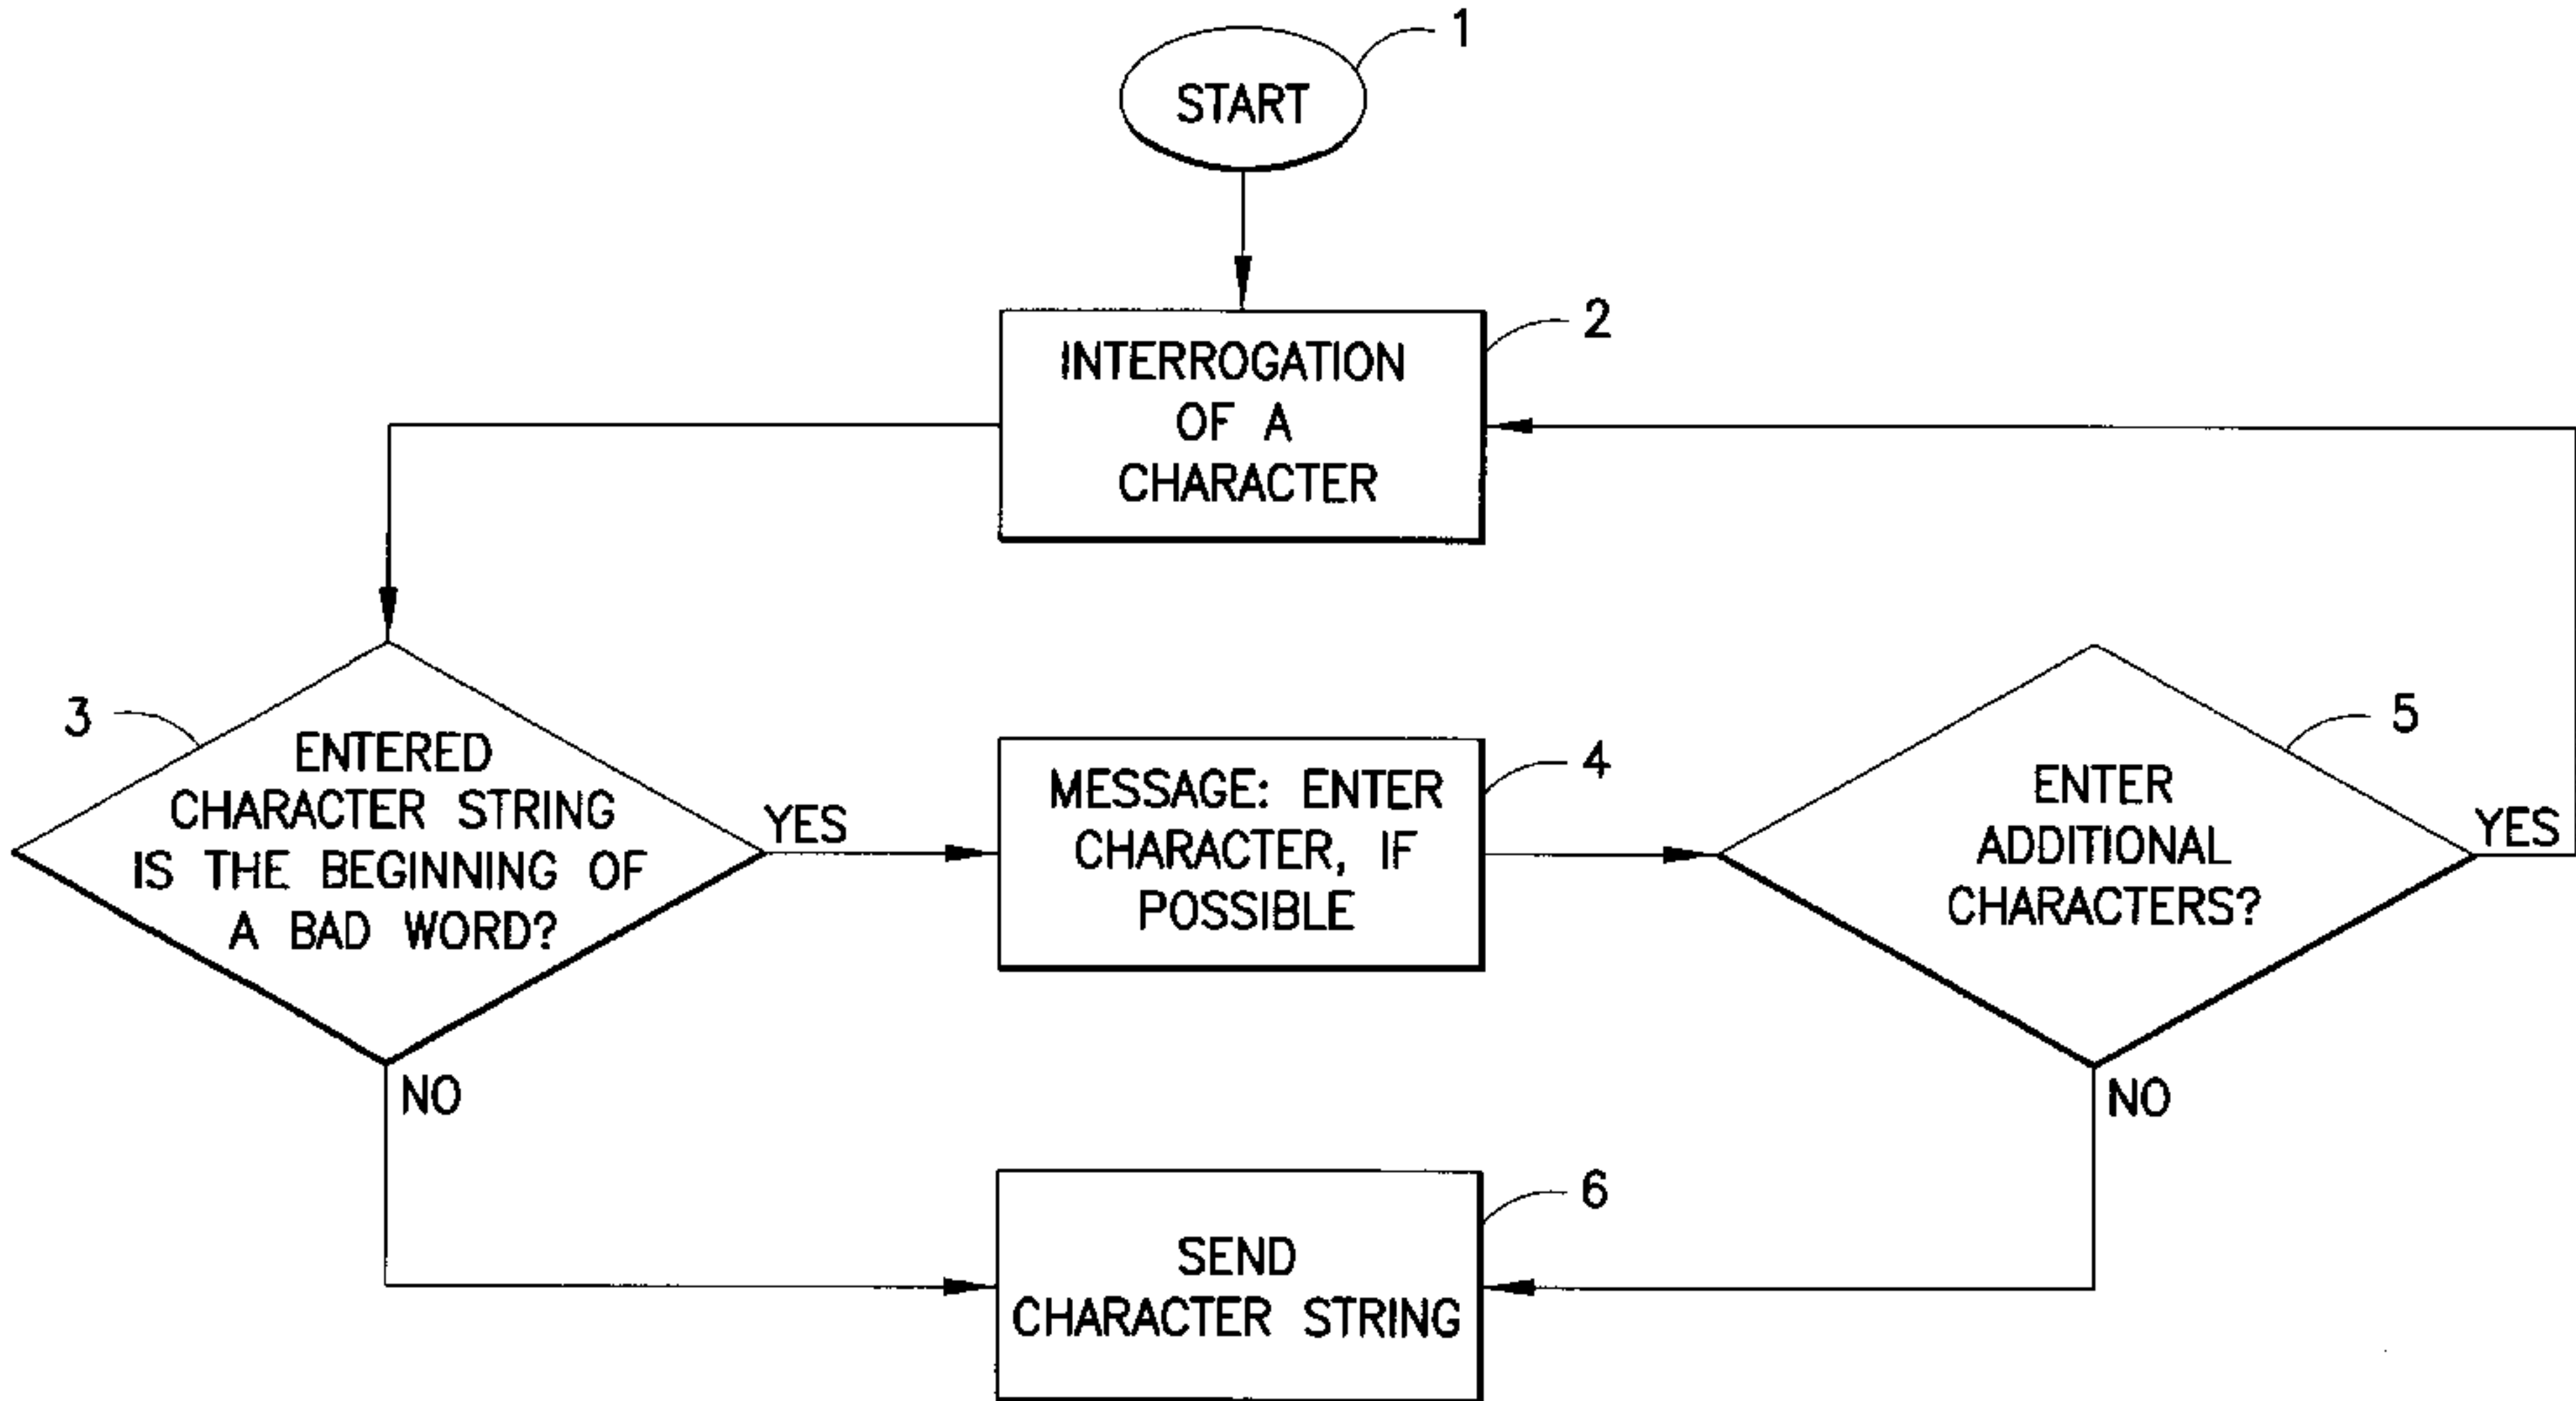 START
1
INTERROGATION
OF A
CHARACTER
2
3
ENTERED
CHARACTER STRING
IS THE BEGINNING OF
A BAD WORD?
YES
NO
MESSAGE: ENTER
CHARACTER, IF
POSSIBLE
4
ENTER
ADDITIONAL
CHARACTERS?
5
YES
NO
SEND
CHARACTER STRING
6